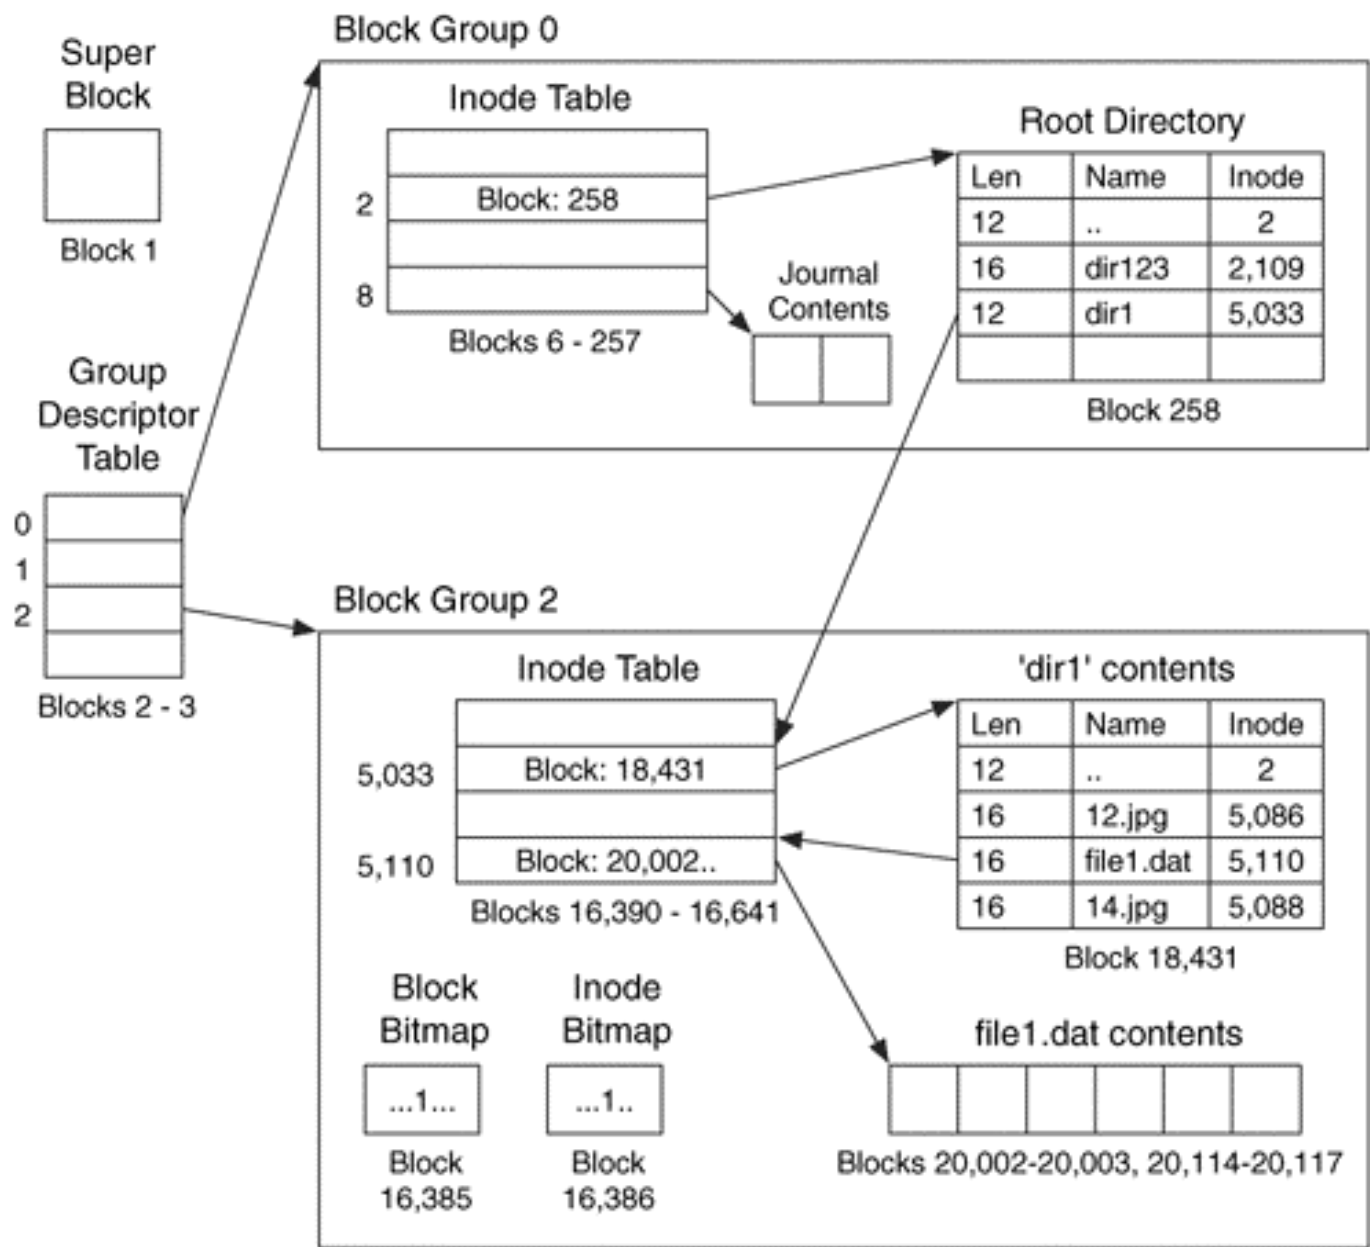 Super
Block
Block 1
Group
Descriptor
Table
0
1
2
Blocks 2 - 3
Block Group 0
Inode Table
2 Block: 258
8
Blocks 6 - 257
Journal
Contents
Root Directory
Len Name Inode
12 .. 2
16 dir123 2,109
12 dir1 5,033
Block 258
Block Group 2
Inode Table
5,033 Block: 18,431
5,110 Block: 20,002..
Blocks 16,390 - 16,641
'dir1' contents
Len Name Inode
12 .. 2
16 12.jpg 5,086
16 file1.dat 5,110
16 14.jpg 5,088
Block 18,431
Block
Bitmap
...1...
Block
16,385
Inode
Bitmap
...1..
Block
16,386
file1.dat contents
Blocks 20,002-20,003, 20,114-20,117